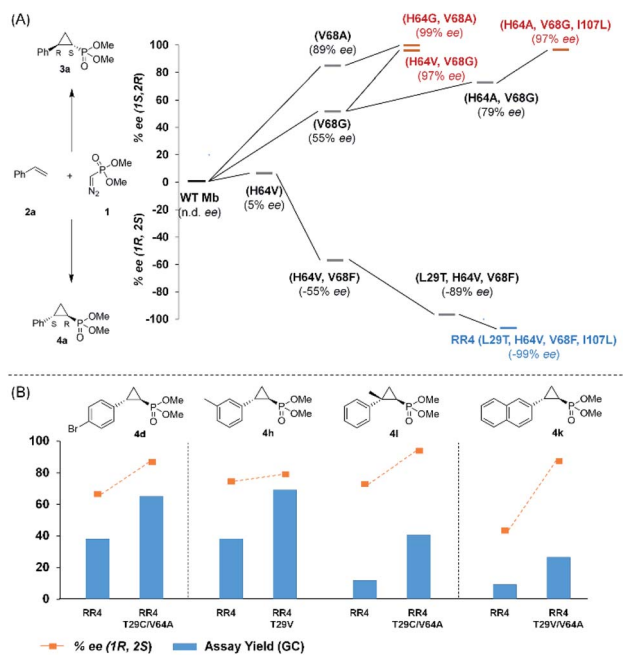 (A)
(V68A)
(89% ee)
(H64G, V68A)
(99% ee)
(H64V, V68G)
(97% ee)
(H64A, V68G, I107L)
(97% ee)
(H64A, V68G)
(79% ee)
(V68G)
(55% ee)
WT Mb
(n.d. ee)
(H64V)
(5% ee)
(H64V, V68F)
(-55% ee)
(L29T, H64V, V68F)
(-89% ee)
RR4 (L29T, H64V, V68F, I107L)
(-99% ee)
% ee (1S,2R)
% ee (1R, 2S)
100
80
60
40
20
0
-20
-40
-60
-80
-100
Ph
R
S
P
O
OMe
OMe
3a
Ph
+
O
P
OMe
OMe
N2
2a
1
Ph
S
R
P
O
OMe
OMe
4a
(B)
Br
P
O
OMe
OMe
4d
P
O
OMe
OMe
4h
P
O
OMe
OMe
4l
P
O
OMe
OMe
4k
100
80
60
40
20
0
RR4
RR4
T29C/V64A
RR4
RR4
T29V
RR4
RR4
T29C/V64A
RR4
RR4
T29V/V64A
% ee (1R, 2S)
Assay Yield (GC)